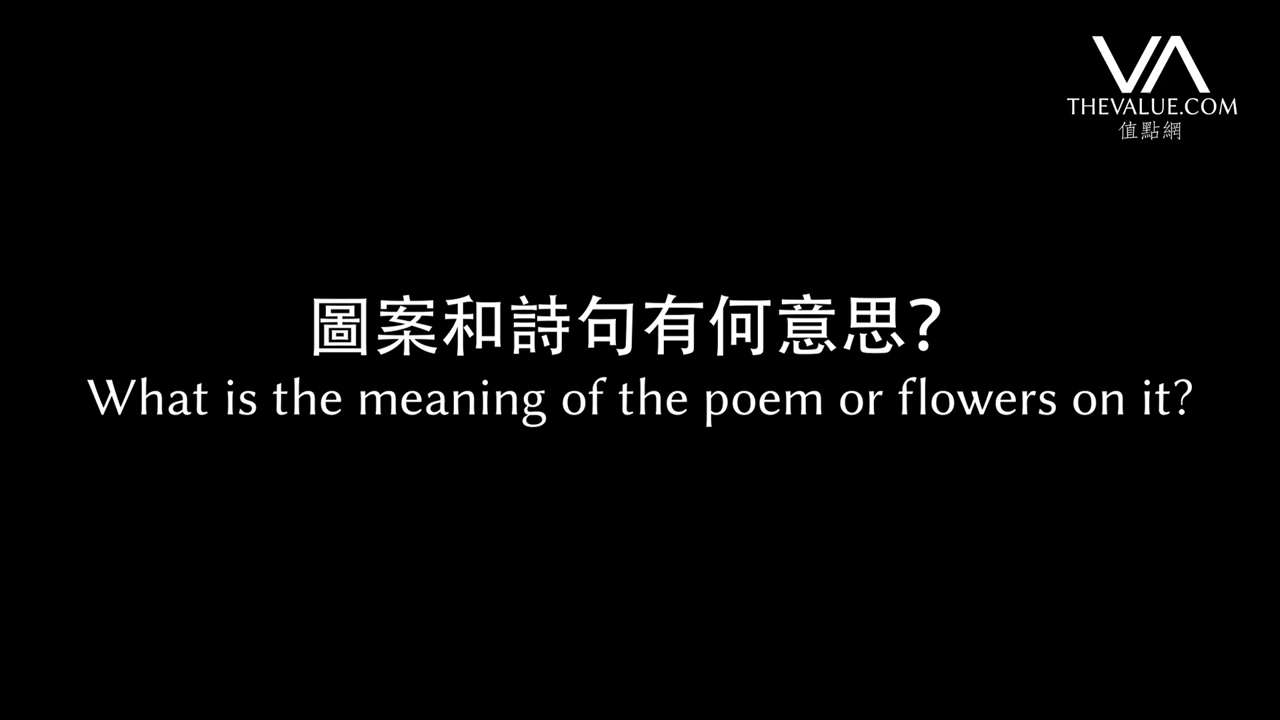 VA
THEVALUE.COM
值點網
圖案和詩句有何意思?
What is the meaning of the poem or flowers on it?